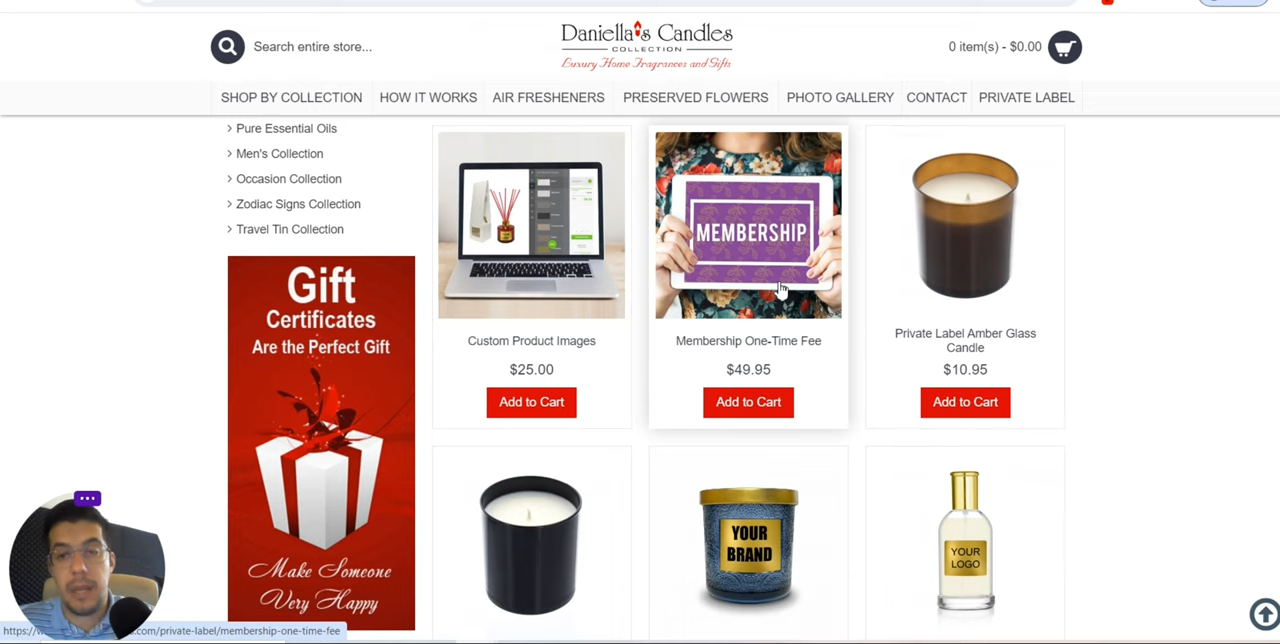 Search entire store...
Daniella's Candles
COLLECTION
Luxury Home Fragrances and Gifts
0 item(s) - $0.00
SHOP BY COLLECTION
HOW IT WORKS
AIR FRESHENERS
PRESERVED FLOWERS
PHOTO GALLERY
CONTACT
PRIVATE LABEL
> Pure Essential Oils
> Men's Collection
> Occasion Collection
> Zodiac Signs Collection
> Travel Tin Collection
Gift
Certificates
Are the Perfect Gift
Make Someone
Very Happy
Custom Product Images
$25.00
Add to Cart
MEMBERSHIP
Membership One-Time Fee
$49.95
Add to Cart
Private Label Amber Glass
Candle
$10.95
Add to Cart
YOUR
BRAND
YOUR
LOGO
.com/private-label/membership-one-time-fee